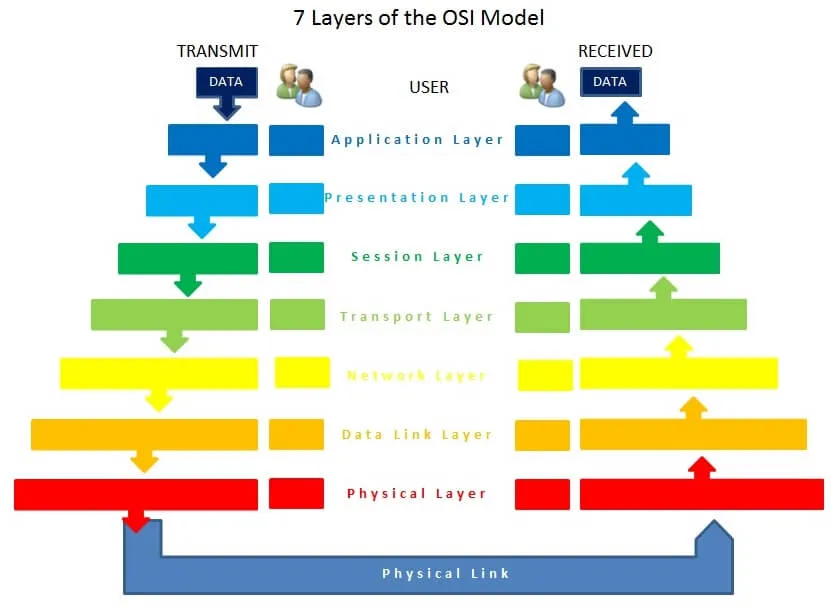 7 Layers of the OSI Model
TRANSMIT
RECEIVED
DATA
USER
DATA
Application Layer
Presentation Layer
Session Layer
Transport Layer
Network Layer
Data Link Layer
Physical Layer
Physical Link